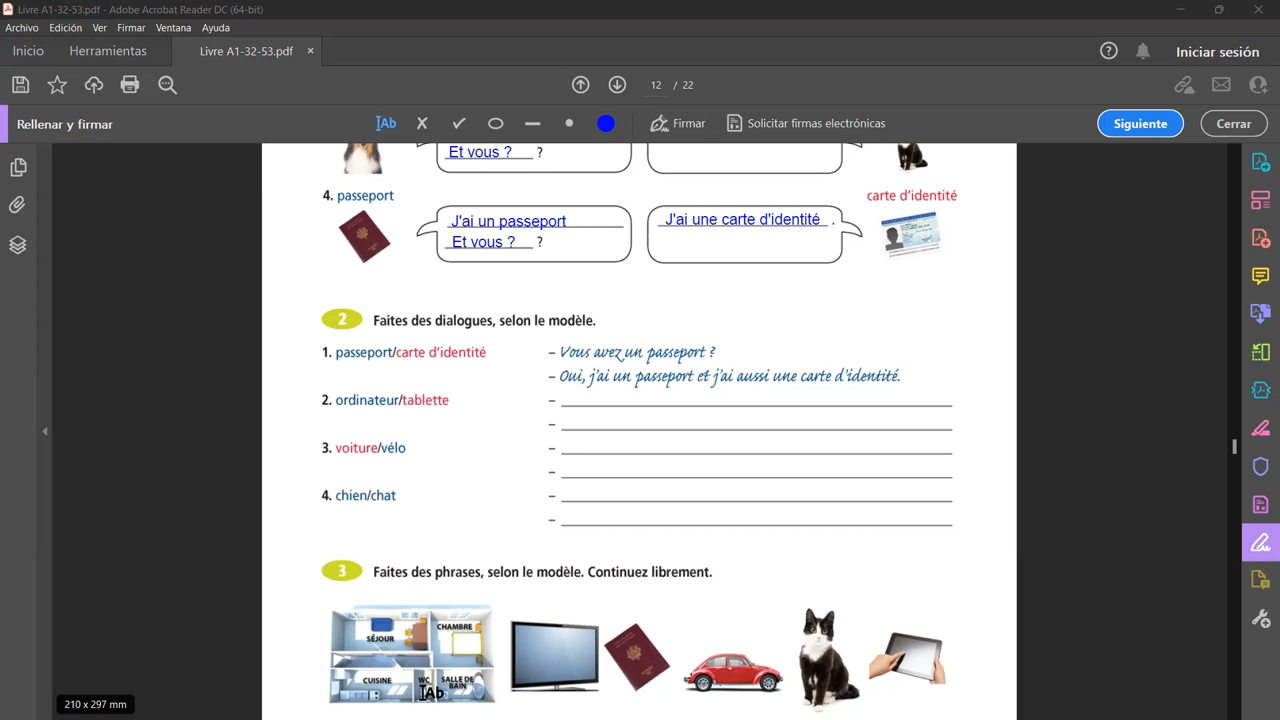 Livre A1-32-53.pdf - Adobe Acrobat Reader DC (64-bit)
Archivo Edición Ver Firmar Ventana Ayuda
Inicio Herramientas Livre A1-32-53.pdf × Iniciar sesión
12 / 22
Rellenar y firmar Ab Firmar Solicitar firmas electrónicas Siguiente Cerrar
Et vous ? ?
4. passeport carte d'identité
J'ai un passeport J'ai une carte d'identité .
Et vous ? ?
2 Faites des dialogues, selon le modèle.
1. passeport/carte d'identité – Vous avez un passeport ?
– Oui, j'ai un passeport et j'ai aussi une carte d'identité.
2. ordinateur/tablette –
–
3. voiture/vélo –
–
4. chien/chat –
–
3 Faites des phrases, selon le modèle. Continuez librement.
SÉJOUR CHAMBRE
CUISINE WC SALLE DE BAIN
Ab
210 x 297 mm